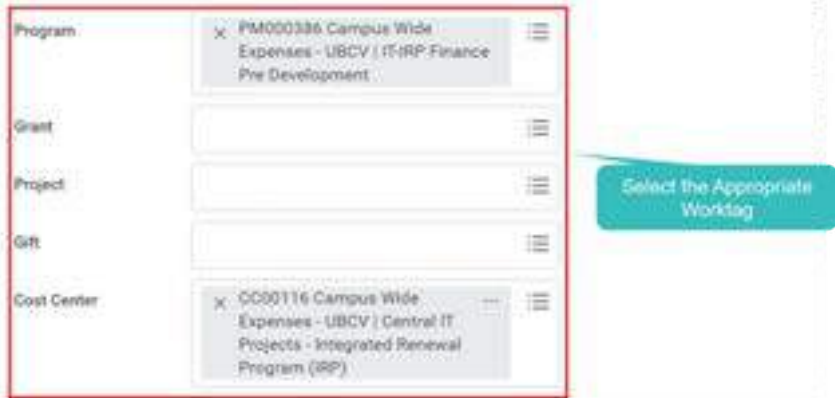 Program
× PM000386 Campus Wide
Expenses - UBCV | IT-IRP Finance
Pre Development
Grant
Project
Gift
Cost Center
× CC00116 Campus Wide
Expenses - UBCV | Central IT
Projects - Integrated Renewal
Program (IRP)
Select the Appropriate
Worktag